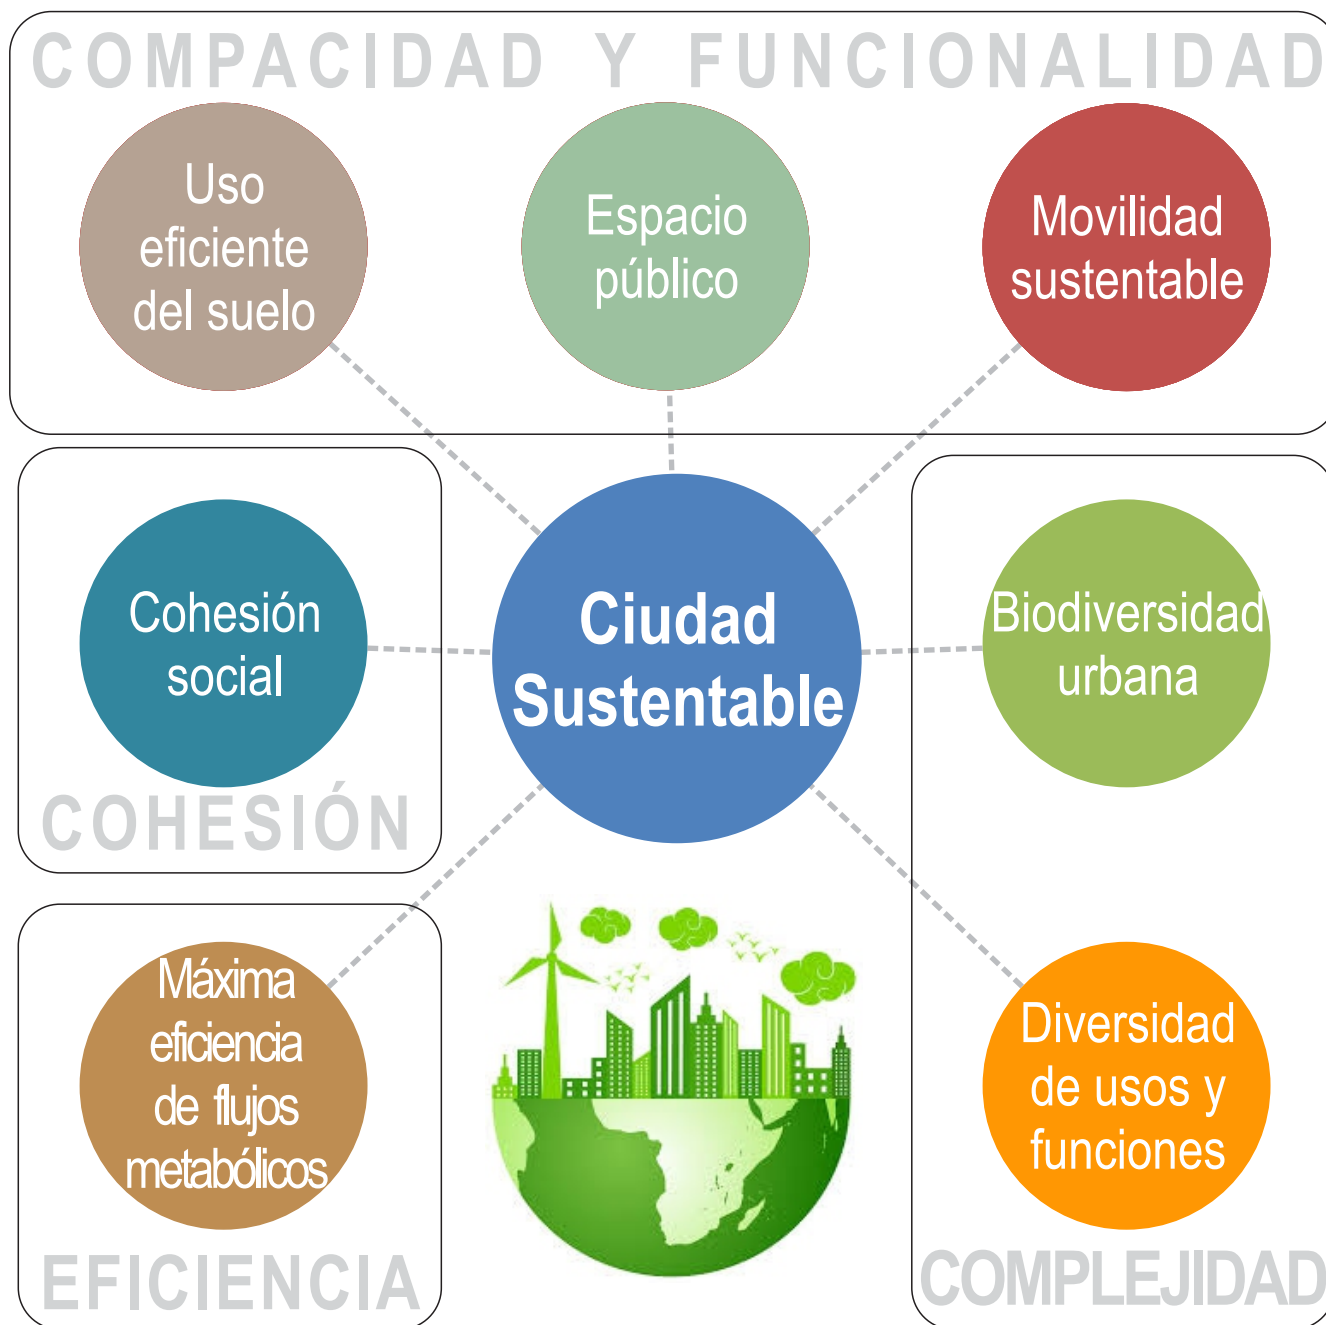 COMPACIDAD Y FUNCIONALIDAD
Uso
eficiente
del suelo
Espacio
público
Movilidad
sustentable
Cohesión
social
COHESIÓN
Ciudad
Sustentable
Biodiversidad
urbana
Máxima
eficiencia
de flujos
metabólicos
EFICIENCIA
Diversidad
de usos y
funciones
COMPLEJIDAD